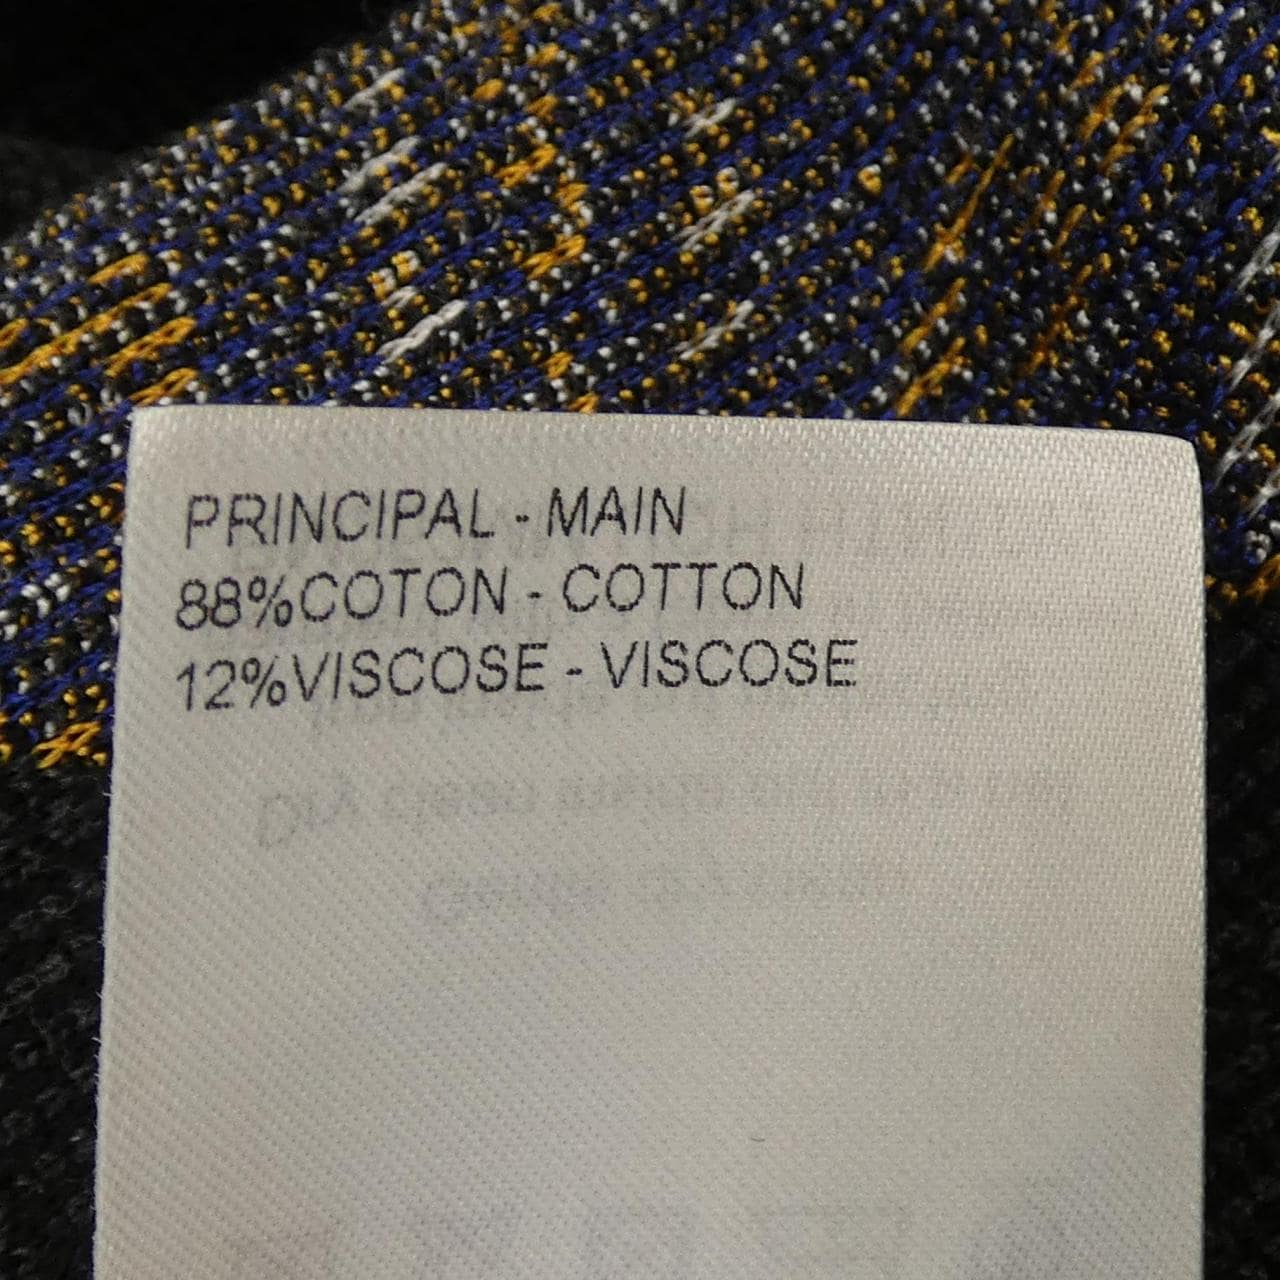 PRINCIPAL - MAIN
88%COTON - COTTON
12%VISCOSE - VISCOSE